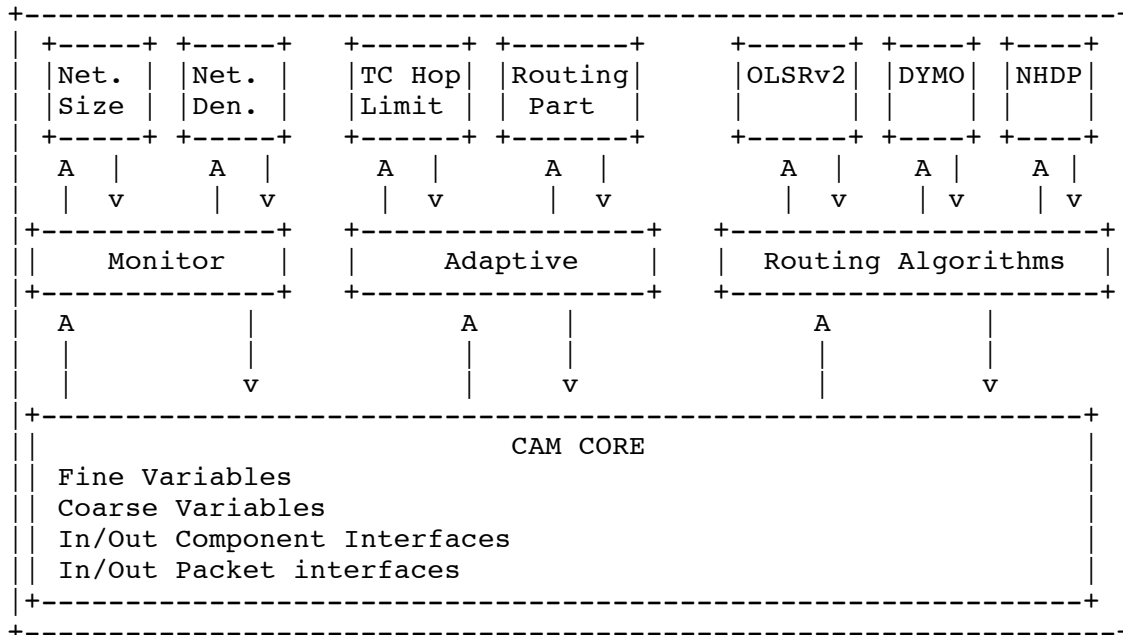 Net. Net. TC Hop Routing OLSRv2 DYMO NHDP
Size Den. Limit Part
A A A A A A A
v v v v v v v
Monitor Adaptive Routing Algorithms
A A A
v v v
CAM CORE
Fine Variables
Coarse Variables
In/Out Component Interfaces
In/Out Packet interfaces